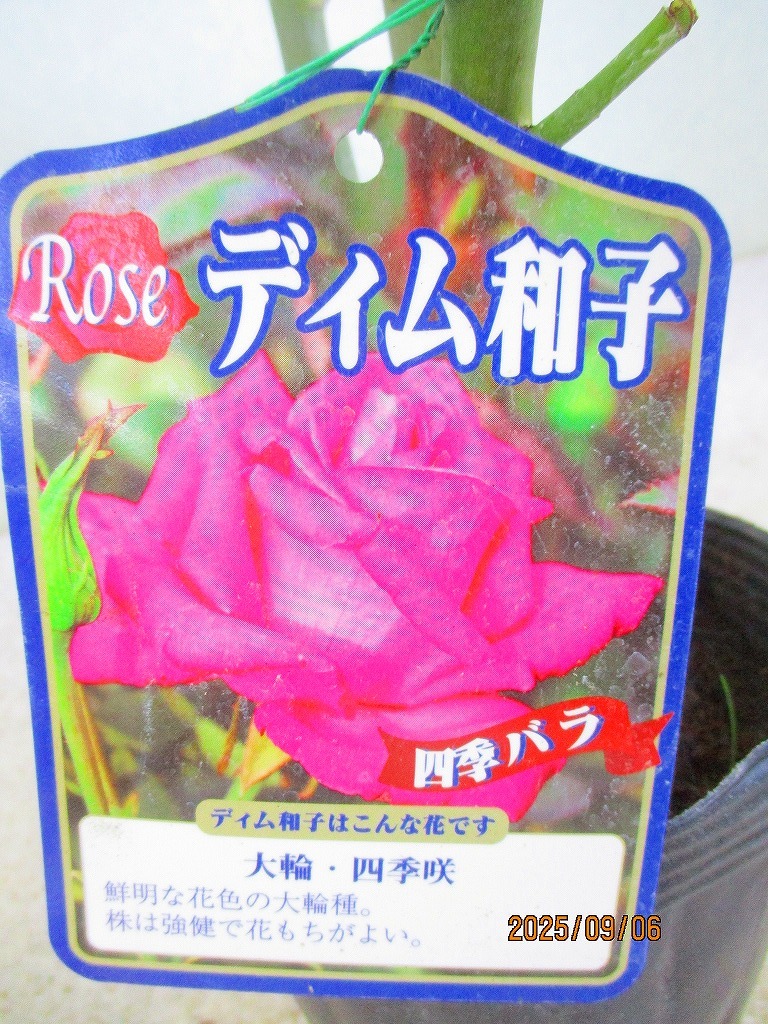 Rose
ディム和子
四季バラ
ディム和子はこんな花です
大輪・四季咲
鮮明な花色の大輪種。
株は強健で花もちがよい。
2025/09/06